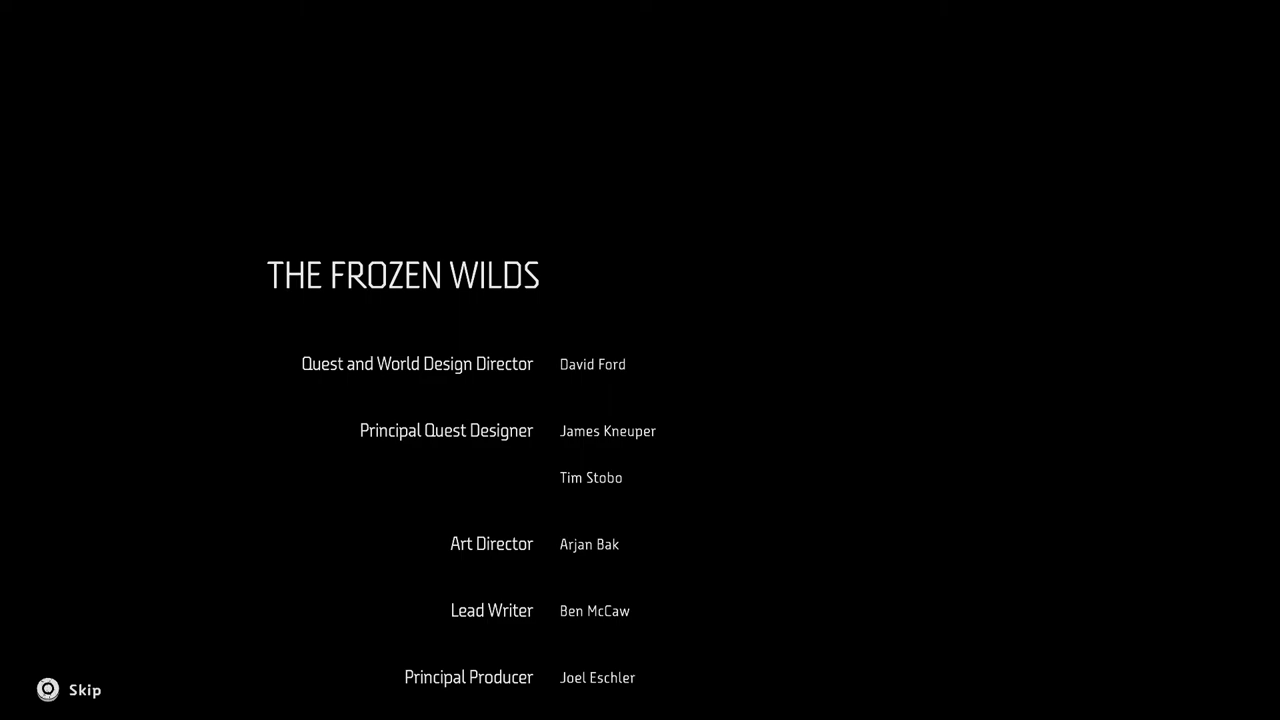 THE FROZEN WILDS
Quest and World Design Director David Ford
Principal Quest Designer James Kneuper
Tim Stobo
Art Director Arjan Bak
Lead Writer Ben McCaw
Principal Producer Joel Eschler
Skip